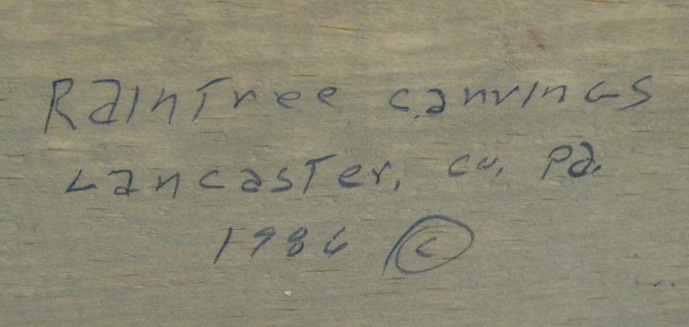 RainTree carvings
Lancaster, co, Pa.
1986 ©